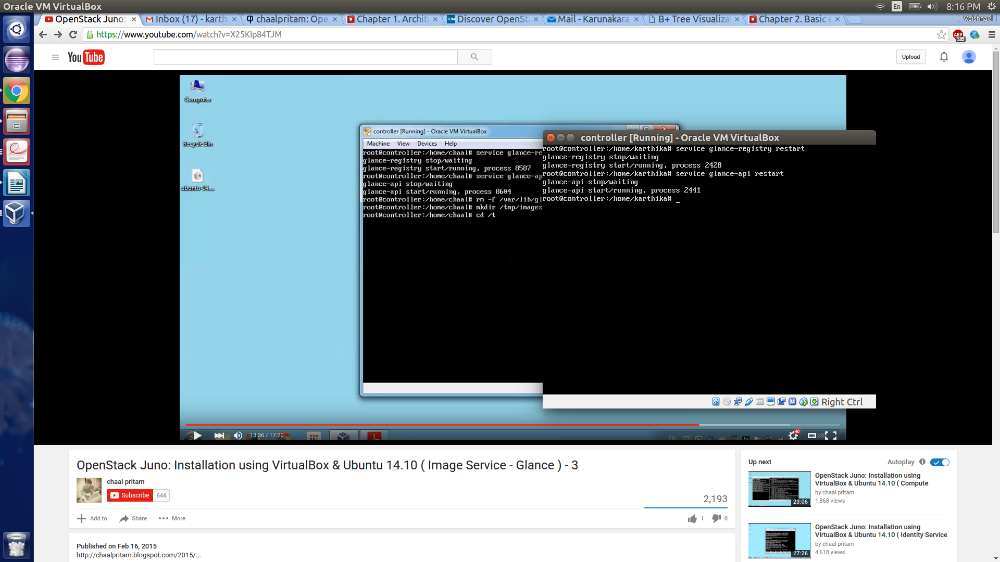 Oracle VM VirtualBox
En
8:16 PM
OpenStack Juno:
Inbox (17) - karth
chaalpritam: Ope
Chapter 1. Archit
IBM
Discover OpenSt
Mail - Karunakara
B+ Tree Visualiza
Chapter 2. Basic e
Vaishnavi
https://www.youtube.com/watch?v=X25KIp84TJM
ABP
145
YouTube
Upload
Computer
Recycle Bin
ubuntu-14....
controller [Running] - Oracle VM VirtualBox
Machine View Devices Help
root@controller:/home/chaal# service glance-re
glance-registry stop/waiting
glance-registry start/running, process 8587
root@controller:/home/chaal# service glance-ap
glance-api stop/waiting
glance-api start/running, process 8604
root@controller:/home/chaal# rm -f /var/lib/gl
root@controller:/home/chaal# mkdir /tmp/images
root@controller:/home/chaal# cd /t
controller [Running] - Oracle VM VirtualBox
root@controller:/home/karthika# service glance-registry restart
glance-registry stop/waiting
glance-registry start/running, process 2428
root@controller:/home/karthika# service glance-api restart
glance-api stop/waiting
glance-api start/running, process 2441
root@controller:/home/karthika# _
Right Ctrl
13:36 / 17:20
EN
HD
OpenStack Juno: Installation using VirtualBox & Ubuntu 14.10 ( Image Service - Glance ) - 3
chaal pritam
Subscribe 644
2,193
Add to
Share
More
1
0
Published on Feb 16, 2015
http://chaalpritam.blogspot.com/2015/...
Up next
Autoplay
OpenStack Juno: Installation using
VirtualBox & Ubuntu 14.10 ( Compute
by chaal pritam
1,868 views
23:06
OpenStack Juno: Installation using
VirtualBox & Ubuntu 14.10 ( Identity Service
by chaal pritam
4,618 views
27:26